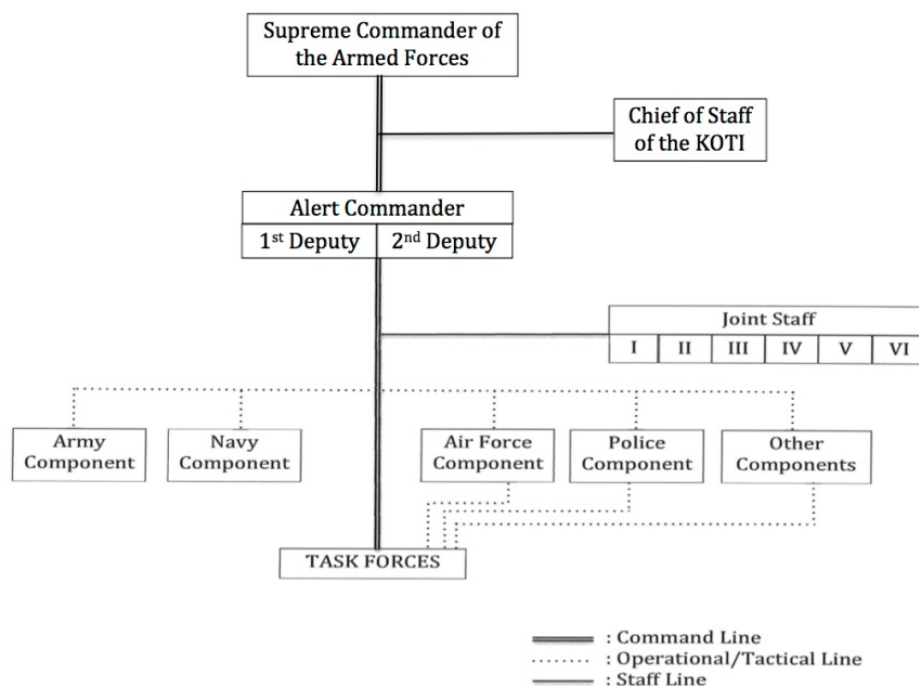 Supreme Commander of
the Armed Forces
Chief of Staff
of the KOTI
Alert Commander
1st Deputy
2nd Deputy
Joint Staff
I
II
III
IV
V
VI
Army
Component
Navy
Component
Air Force
Component
Police
Component
Other
Components
TASK FORCES
: Command Line
: Operational/Tactical Line
: Staff Line